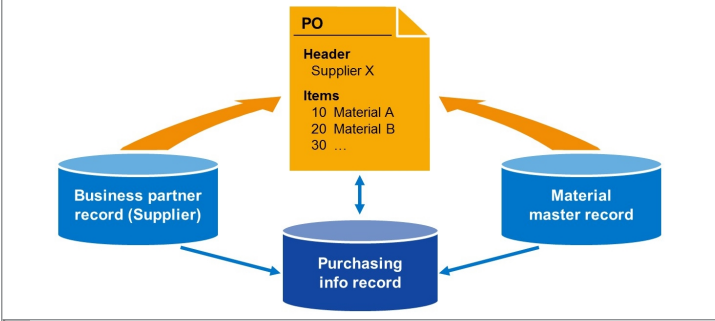 PO
Header
Supplier X
Items
10 Material A
20 Material B
30 …
Business partner
record (Supplier)
Material
master record
Purchasing
info record